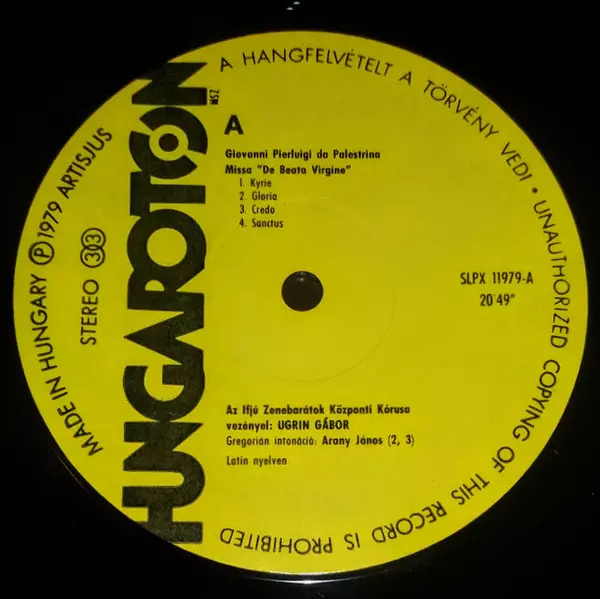 MADE IN HUNGARY Ⓟ 1979 ARTISJUS
STEREO 33
HUNGAROTON
MSZ
A HANGFELVÉTELT A TÖRVÉNY VÉDI • UNAUTHORIZED COPYING OF THIS RECORD IS PROHIBITED
A
Giovanni Pierluigi da Palestrina
Missa "De Beata Virgine"
1. Kyrie
2. Gloria
3. Credo
4. Sanctus
SLPX 11979-A
20'49"
Az Ifjú Zenebarátok Központi Kórusa
vezényel: UGRIN GÁBOR
Gregorián intonáció: Arany János (2, 3)
Latin nyelven